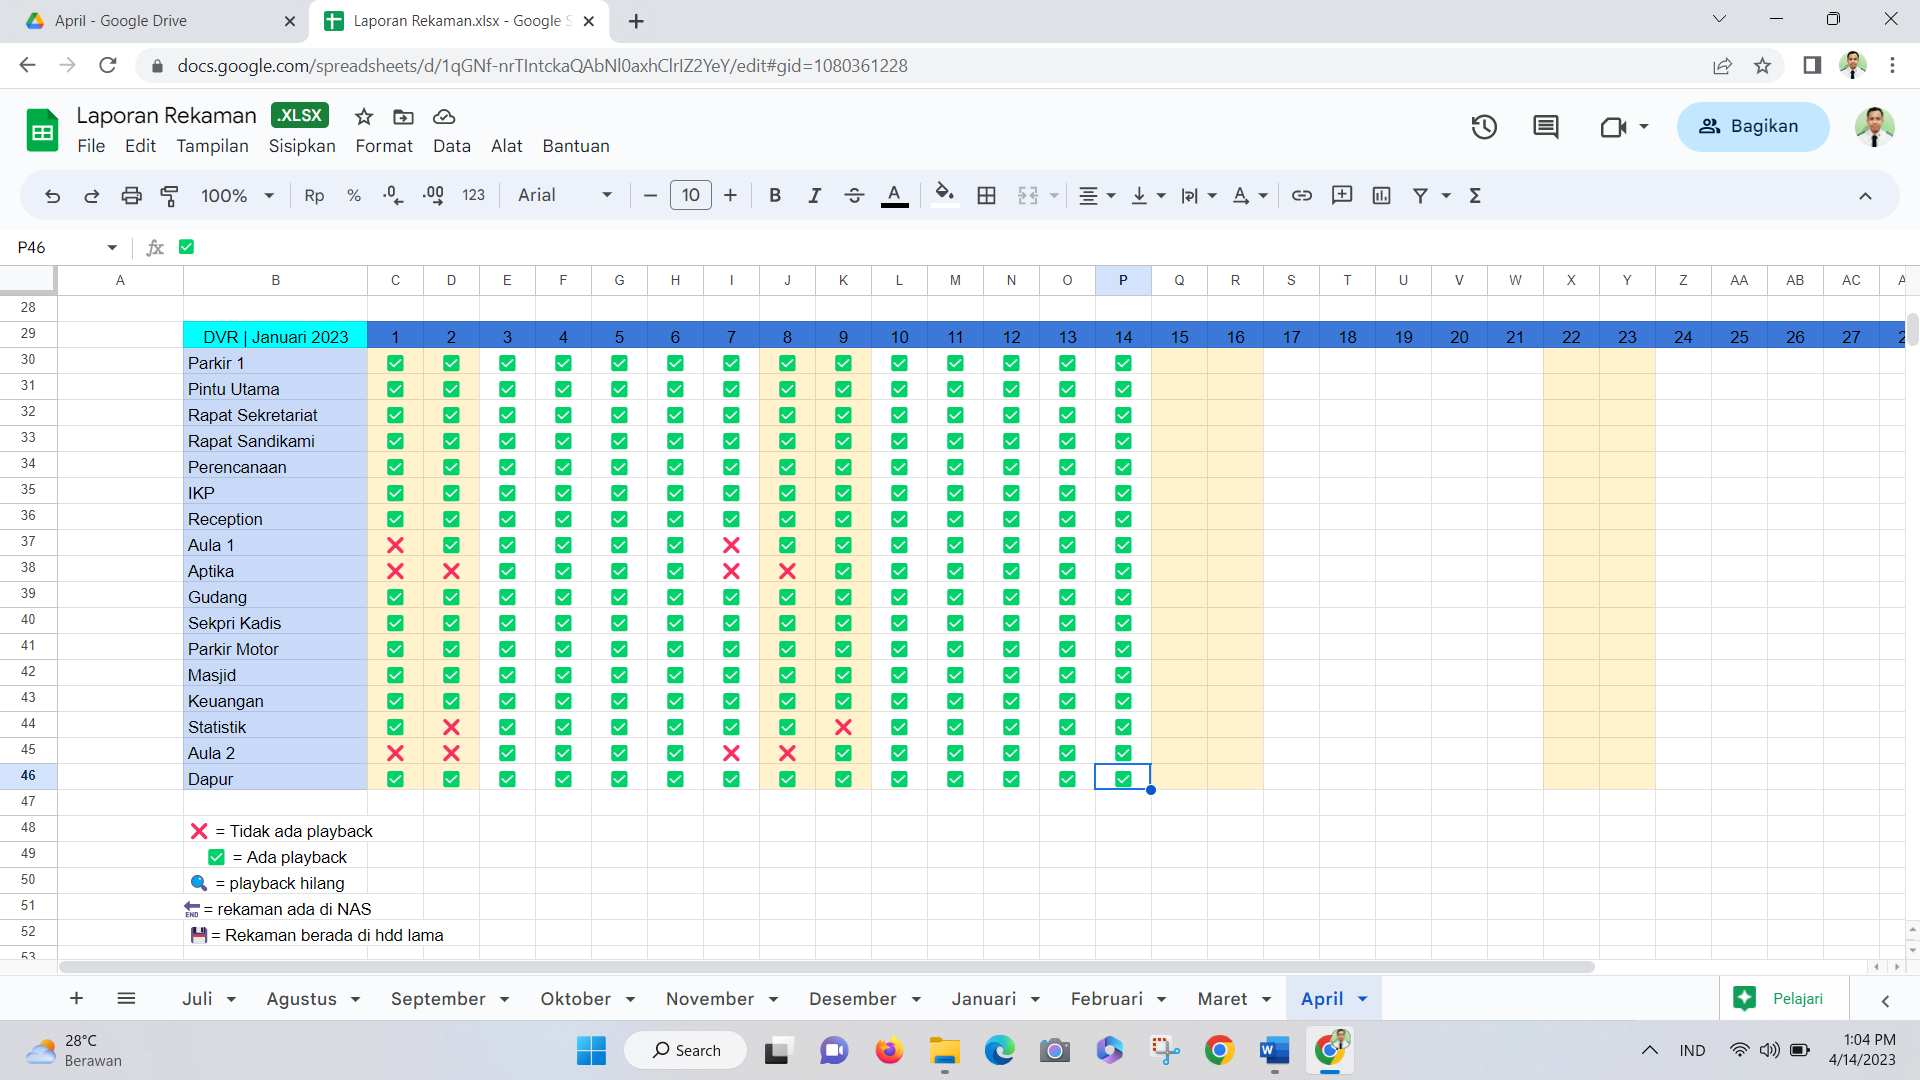 April - Google Drive
Laporan Rekaman.xlsx - Google S
docs.google.com/spreadsheets/d/1qGNf-nrTIntckaQAbNl0axhClrIZ2YeY/edit#gid=1080361228
Laporan Rekaman .XLSX
File Edit Tampilan Sisipkan Format Data Alat Bantuan
Bagikan
100% Rp % .0 .00 123 Arial 10 B I S A
P46 fx ✅
A B C D E F G H I J K L M N O P Q R S T U V W X Y Z AA AB AC A
28
29 DVR | Januari 2023 1 2 3 4 5 6 7 8 9 10 11 12 13 14 15 16 17 18 19 20 21 22 23 24 25 26 27 2
30 Parkir 1 ✅ ✅ ✅ ✅ ✅ ✅ ✅ ✅ ✅ ✅ ✅ ✅ ✅ ✅
31 Pintu Utama ✅ ✅ ✅ ✅ ✅ ✅ ✅ ✅ ✅ ✅ ✅ ✅ ✅ ✅
32 Rapat Sekretariat ✅ ✅ ✅ ✅ ✅ ✅ ✅ ✅ ✅ ✅ ✅ ✅ ✅ ✅
33 Rapat Sandikami ✅ ✅ ✅ ✅ ✅ ✅ ✅ ✅ ✅ ✅ ✅ ✅ ✅ ✅
34 Perencanaan ✅ ✅ ✅ ✅ ✅ ✅ ✅ ✅ ✅ ✅ ✅ ✅ ✅ ✅
35 IKP ✅ ✅ ✅ ✅ ✅ ✅ ✅ ✅ ✅ ✅ ✅ ✅ ✅ ✅
36 Reception ✅ ✅ ✅ ✅ ✅ ✅ ✅ ✅ ✅ ✅ ✅ ✅ ✅ ✅
37 Aula 1 ❌ ✅ ✅ ✅ ✅ ✅ ❌ ✅ ✅ ✅ ✅ ✅ ✅ ✅
38 Aptika ❌ ❌ ✅ ✅ ✅ ✅ ❌ ❌ ✅ ✅ ✅ ✅ ✅ ✅
39 Gudang ✅ ✅ ✅ ✅ ✅ ✅ ✅ ✅ ✅ ✅ ✅ ✅ ✅ ✅
40 Sekpri Kadis ✅ ✅ ✅ ✅ ✅ ✅ ✅ ✅ ✅ ✅ ✅ ✅ ✅ ✅
41 Parkir Motor ✅ ✅ ✅ ✅ ✅ ✅ ✅ ✅ ✅ ✅ ✅ ✅ ✅ ✅
42 Masjid ✅ ✅ ✅ ✅ ✅ ✅ ✅ ✅ ✅ ✅ ✅ ✅ ✅ ✅
43 Keuangan ✅ ✅ ✅ ✅ ✅ ✅ ✅ ✅ ✅ ✅ ✅ ✅ ✅ ✅
44 Statistik ✅ ❌ ✅ ✅ ✅ ✅ ✅ ✅ ❌ ✅ ✅ ✅ ✅ ✅
45 Aula 2 ❌ ❌ ✅ ✅ ✅ ✅ ❌ ❌ ✅ ✅ ✅ ✅ ✅ ✅
46 Dapur ✅ ✅ ✅ ✅ ✅ ✅ ✅ ✅ ✅ ✅ ✅ ✅ ✅ ✅
47
48 ❌ = Tidak ada playback
49 ✅ = Ada playback
50 🔍 = playback hilang
51 🔚 = rekaman ada di NAS
52 💾 = Rekaman berada di hdd lama
53
Juli Agustus September Oktober November Desember Januari Februari Maret April Pelajari
28°C
Berawan
Search
IND
1:04 PM
4/14/2023